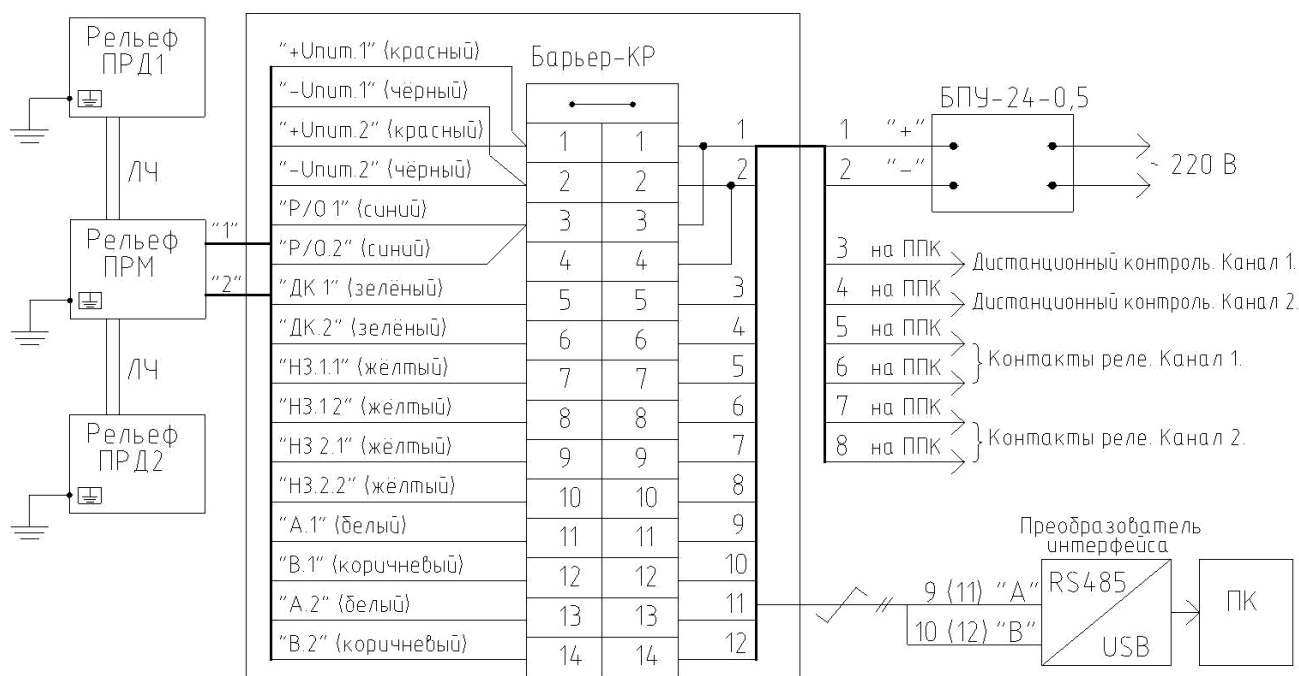 Рельеф
ПРД1
ЛЧ
Рельеф
ПРМ
ЛЧ
Рельеф
ПРД2
"1"
"2"
"+Uпит.1" (красный)
"-Uпит.1" (чёрный)
"+Uпит.2" (красный)
"-Uпит.2" (чёрный)
"Р/О 1" (синий)
"Р/О.2" (синий)
"ДК 1" (зелёный)
"ДК.2" (зелёный)
"НЗ.1.1" (жёлтый)
"НЗ.1 2" (жёлтый)
"НЗ 2.1" (жёлтый)
"НЗ.2.2" (жёлтый)
"А.1" (белый)
"В.1" (коричневый)
"А.2" (белый)
"В.2" (коричневый)
Барьер-КР
1 1
2 2
3 3
4 4
5 5
6 6
7 7
8 8
9 9
10 10
11 11
12 12
13 13
14 14
1
2
3
4
5
6
7
8
9
10
11
12
БПУ-24-0,5
1 "+"
2 "-"
~ 220 В
3 на ППК
Дистанционный контроль. Канал 1.
4 на ППК
Дистанционный контроль. Канал 2.
5 на ППК
6 на ППК
Контакты реле. Канал 1.
7 на ППК
8 на ППК
Контакты реле. Канал 2.
Преобразователь
интерфейса
9 (11) "А"
10 (12) "В"
RS485
USB
ПК